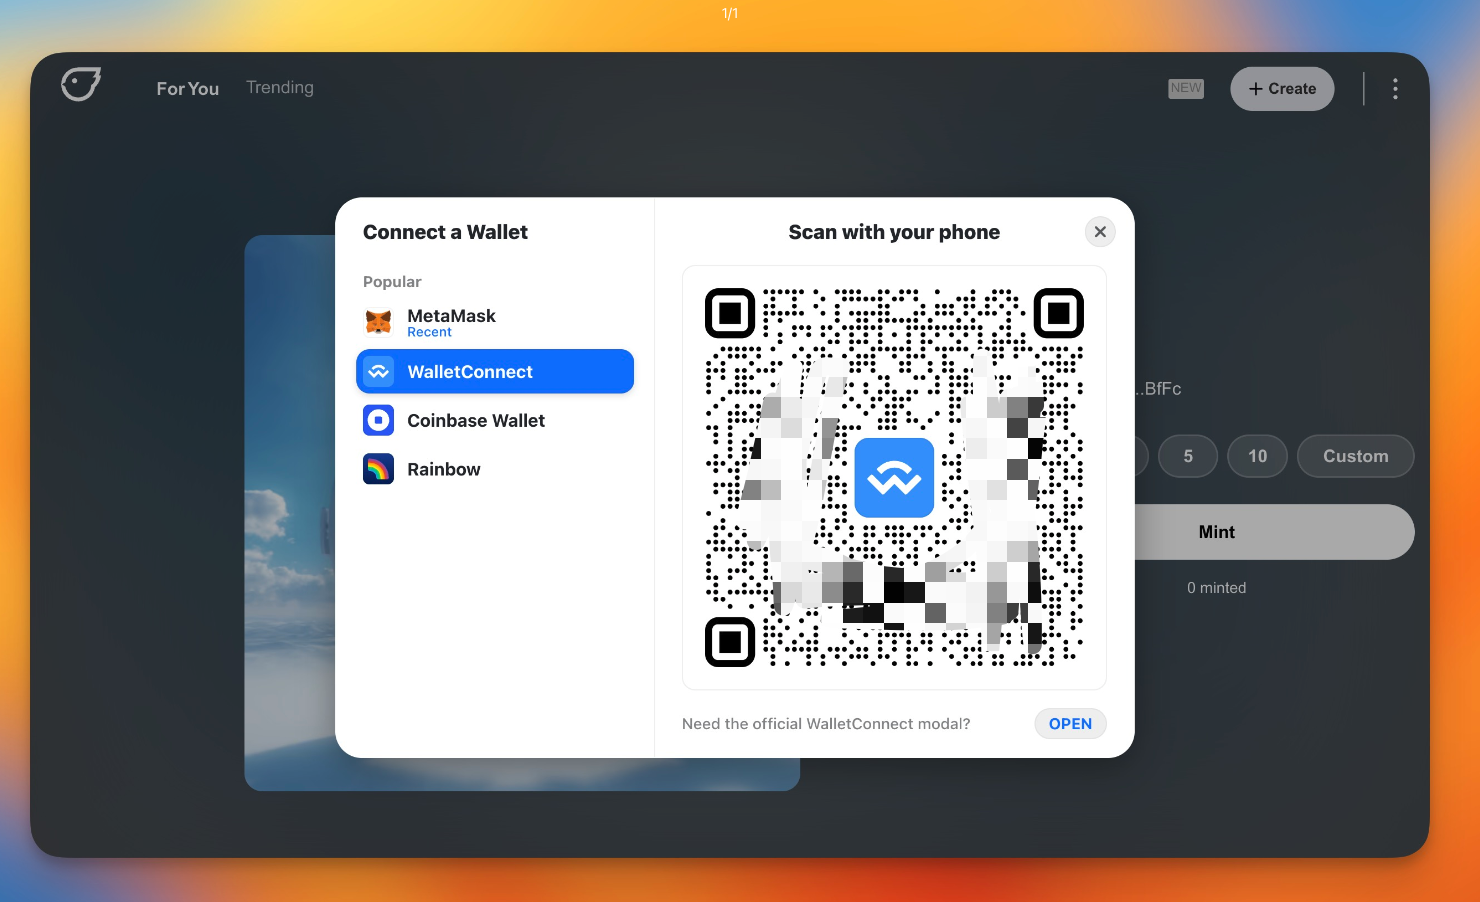 1/1
For You
Trending
NEW
+ Create
Connect a Wallet
Popular
MetaMask
Recent
WalletConnect
Coinbase Wallet
Rainbow
Scan with your phone
Need the official WalletConnect modal?
OPEN
...BfFc
5
10
Custom
Mint
0 minted